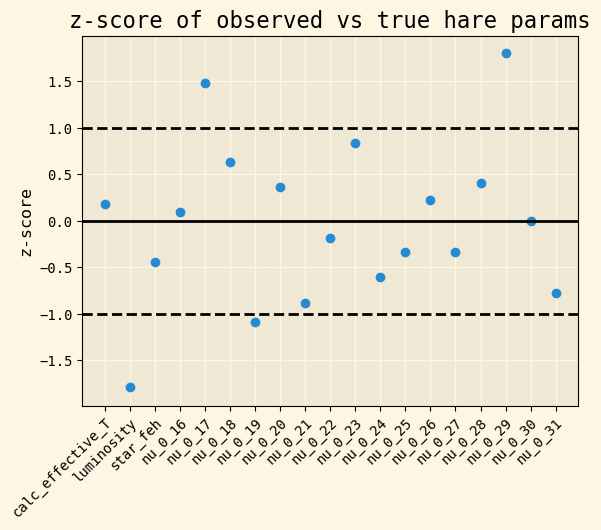 z-score of observed vs true hare params
z-score
1.5
1.0
0.5
0.0
−0.5
−1.0
−1.5
calc_effective_T
luminosity
star_feh
nu_0_16
nu_0_17
nu_0_18
nu_0_19
nu_0_20
nu_0_21
nu_0_22
nu_0_23
nu_0_24
nu_0_25
nu_0_26
nu_0_27
nu_0_28
nu_0_29
nu_0_30
nu_0_31